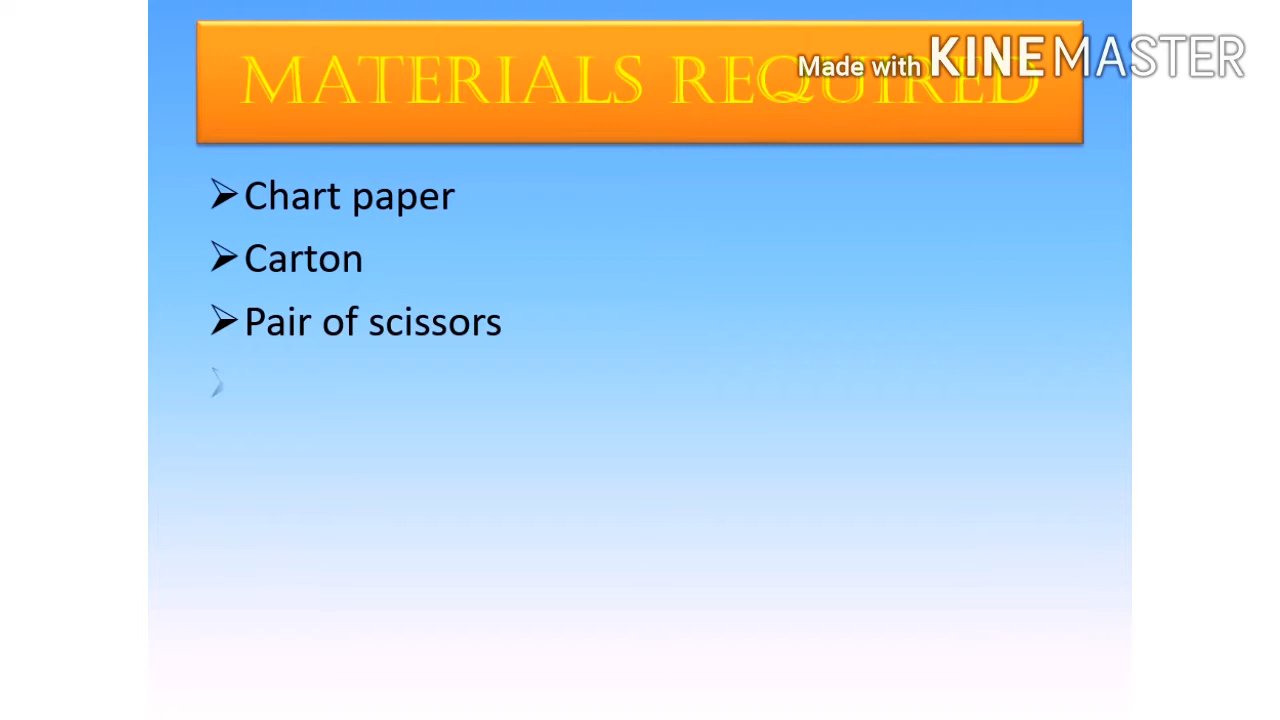 MATERIALS REQUIRED
Made with KINEMASTER
Chart paper
Carton
Pair of scissors